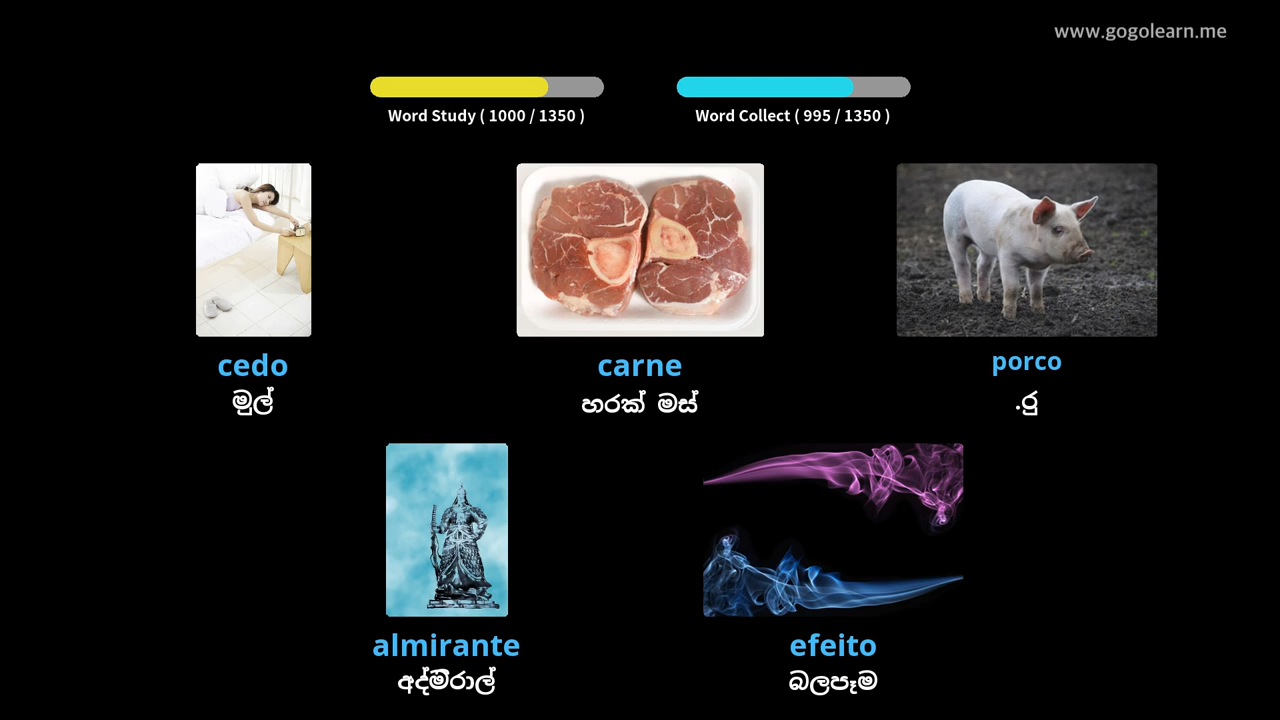 www.gogolearn.me
Word Study ( 1000 / 1350 )
Word Collect ( 995 / 1350 )
cedo
මුල්
carne
හරක් මස්
porco
.රු
almirante
අද්මිරාල්
efeito
බලපෑම